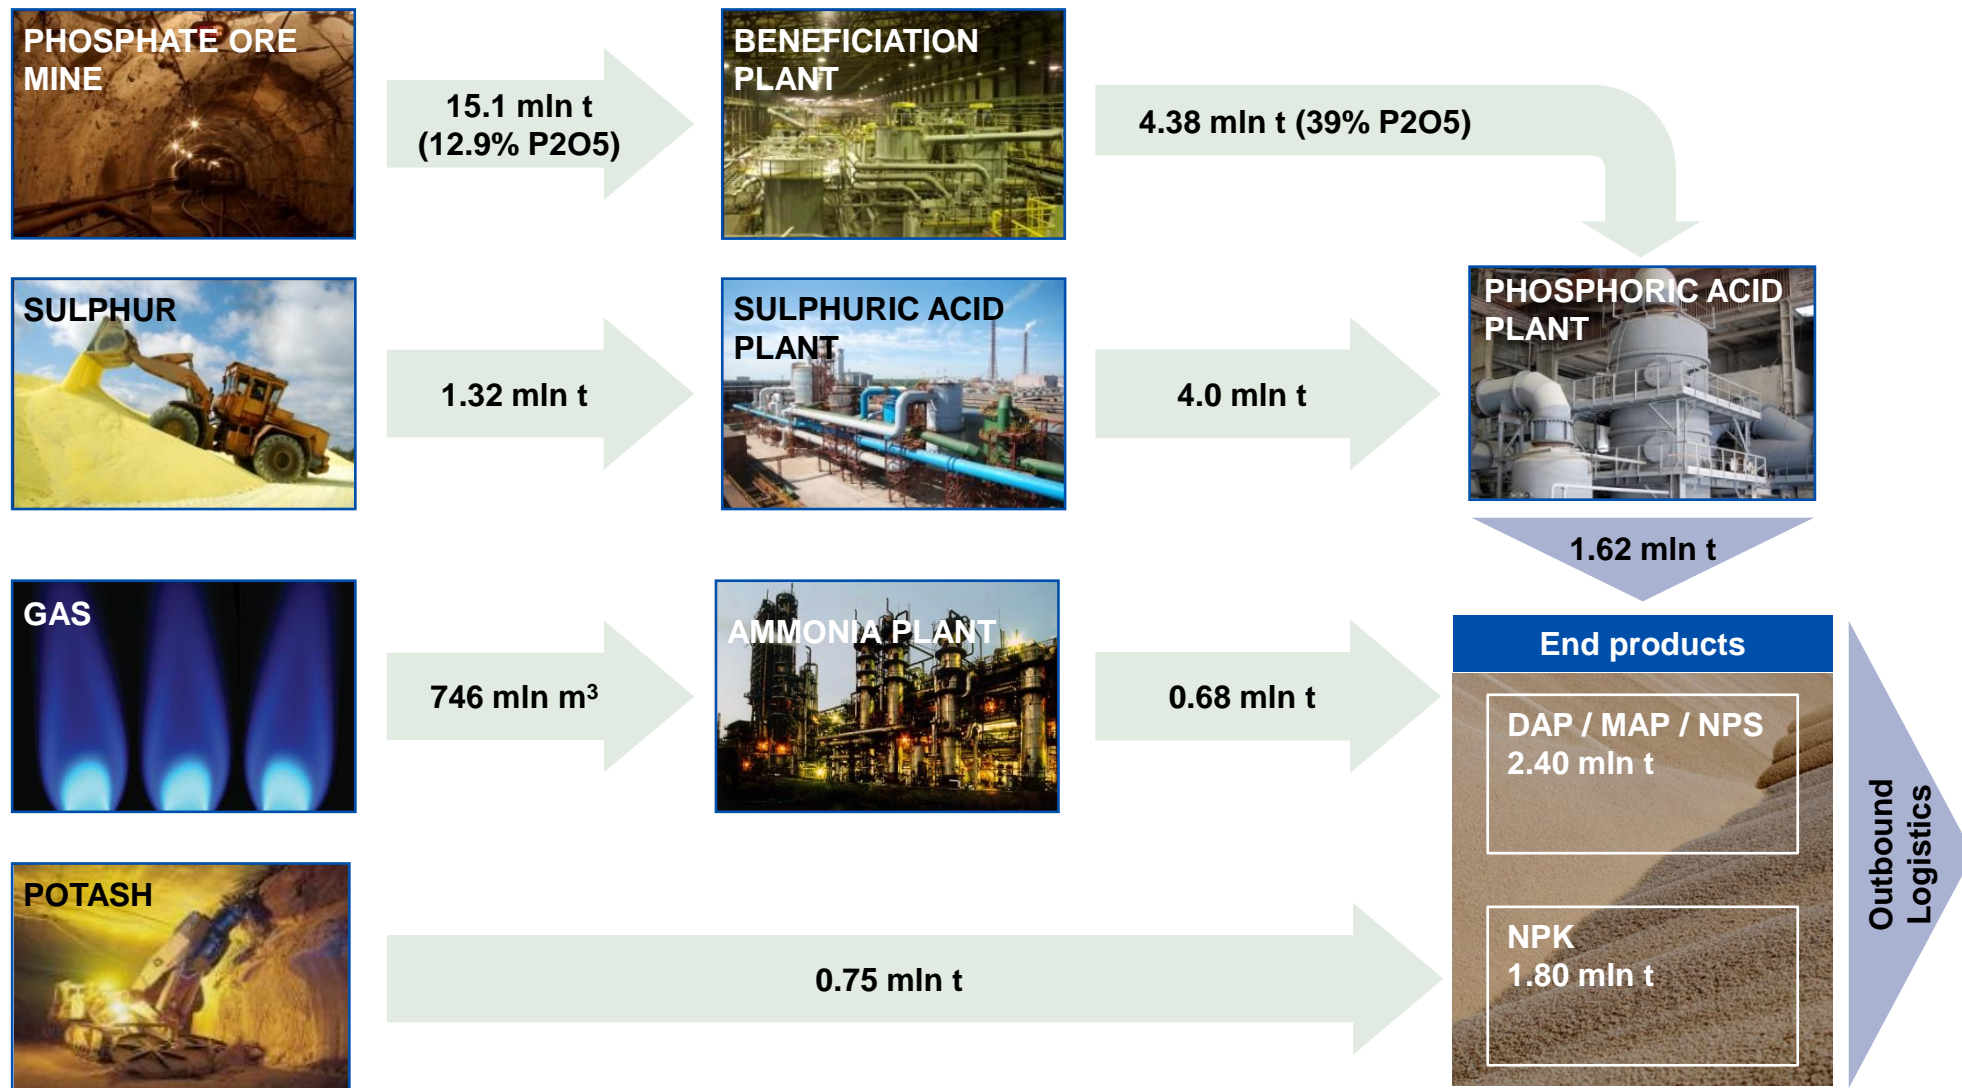 PHOSPHATE ORE
MINE
15.1 mln t
(12.9% P2O5)
BENEFICIATION
PLANT
4.38 mln t (39% P2O5)
SULPHUR
1.32 mln t
SULPHURIC ACID
PLANT
4.0 mln t
PHOSPHORIC ACID
PLANT
1.62 mln t
GAS
746 mln m³
AMMONIA PLANT
0.68 mln t
End products
DAP / MAP / NPS
2.40 mln t
POTASH
0.75 mln t
NPK
1.80 mln t
Outbound
Logistics